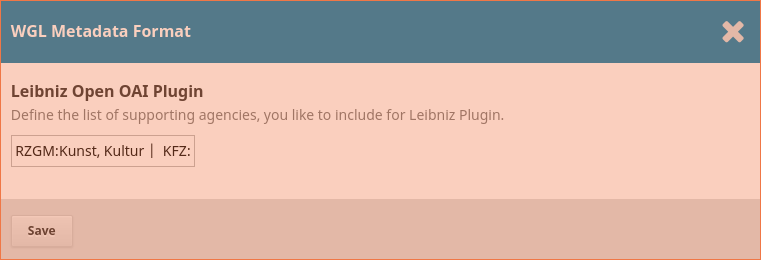 WGL Metadata Format
Leibniz Open OAI Plugin
Define the list of supporting agencies, you like to include for Leibniz Plugin.
RZGM:Kunst, Kultur |  KFZ:
Save